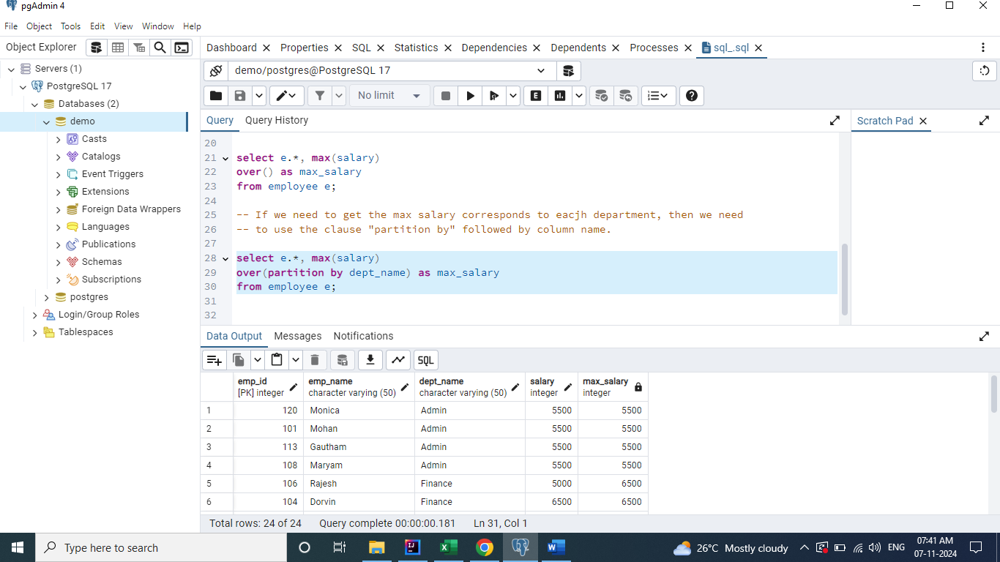 pgAdmin 4
File Object Tools Edit View Window Help
Object Explorer
Dashboard Properties SQL Statistics Dependencies Dependents Processes sql_.sql
Servers (1)
PostgreSQL 17
Databases (2)
demo
Casts
Catalogs
Event Triggers
Extensions
Foreign Data Wrappers
Languages
Publications
Schemas
Subscriptions
postgres
Login/Group Roles
Tablespaces
demo/postgres@PostgreSQL 17
No limit E
Query Query History
Scratch Pad
20
21 select e.*, max(salary)
22 over() as max_salary
23 from employee e;
24
25 -- If we need to get the max salary corresponds to eacjh department, then we need
26 -- to use the clause "partition by" followed by column name.
27
28 select e.*, max(salary)
29 over(partition by dept_name) as max_salary
30 from employee e;
31
32
Data Output Messages Notifications
SQL
emp_id emp_name dept_name salary max_salary
[PK] integer character varying (50) character varying (50) integer integer
1 120 Monica Admin 5500 5500
2 101 Mohan Admin 5500 5500
3 113 Gautham Admin 5500 5500
4 108 Maryam Admin 5500 5500
5 106 Rajesh Finance 5000 6500
6 104 Dorvin Finance 6500 6500
Total rows: 24 of 24 Query complete 00:00:00.181 Ln 31, Col 1
Type here to search
26°C Mostly cloudy
ENG
07:41 AM
07-11-2024